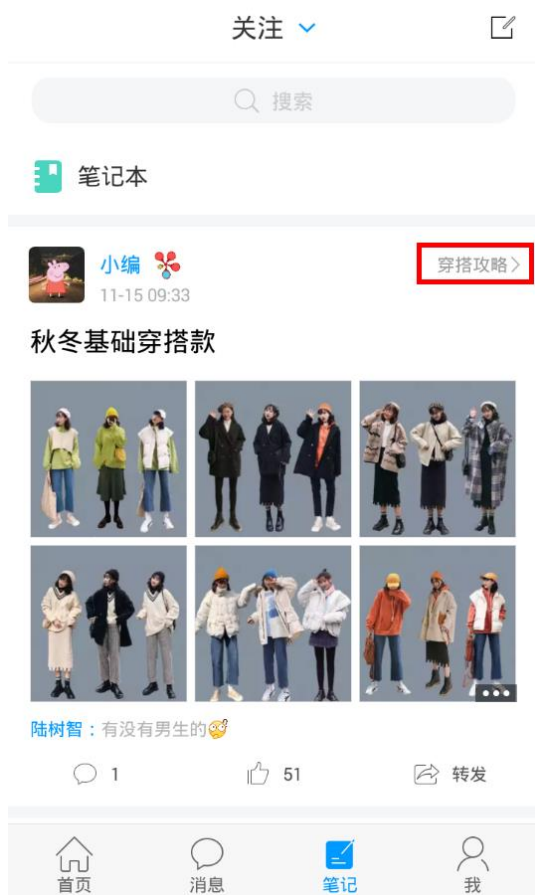 关注
搜索
笔记本
小编
穿搭攻略
11-15 09:33
秋冬基础穿搭款
陆树智：有没有男生的
1
51
转发
首页
消息
笔记
我